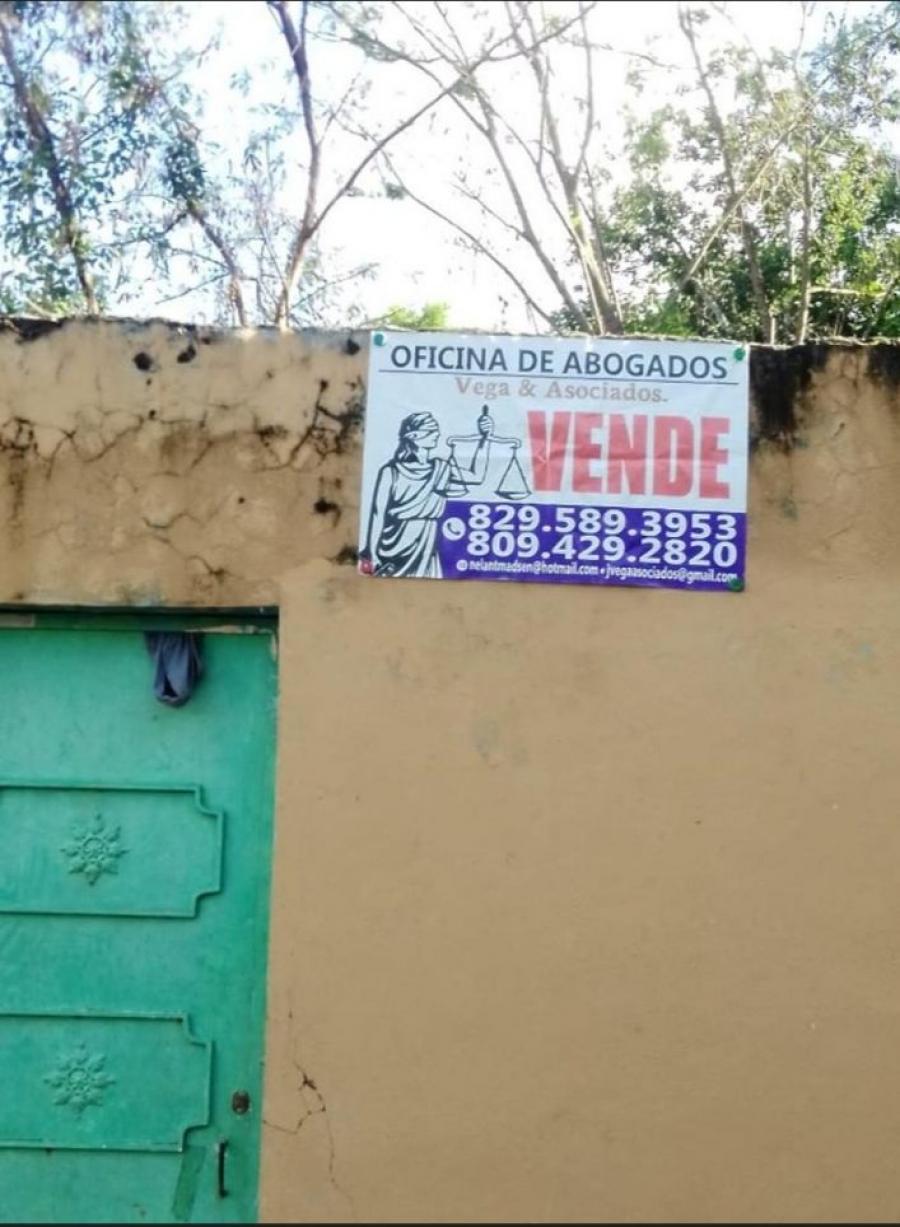 OFICINA DE ABOGADOS
Vega & Asociados.
VENDE
829.589.3953
809.429.2820
nelantmadsen@hotmail.com • jvegaasociados@gmail.com